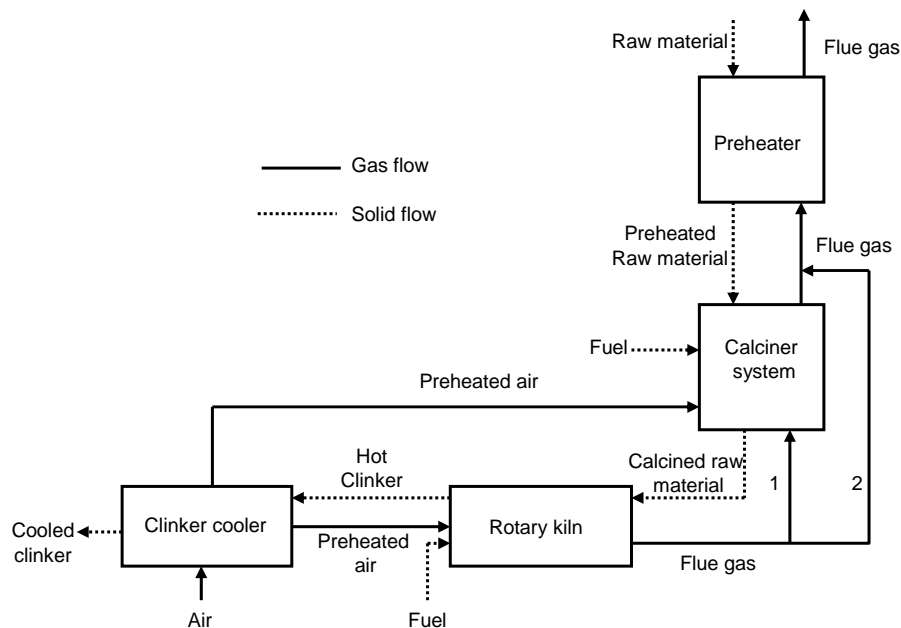 Raw material
Flue gas
Preheater
Gas flow
Solid flow
Preheated
Raw material
Flue gas
Fuel
Calciner
system
Preheated air
Hot
Clinker
Calcined raw
material
1
2
Clinker cooler
Rotary kiln
Cooled
clinker
Preheated
air
Flue gas
Air
Fuel